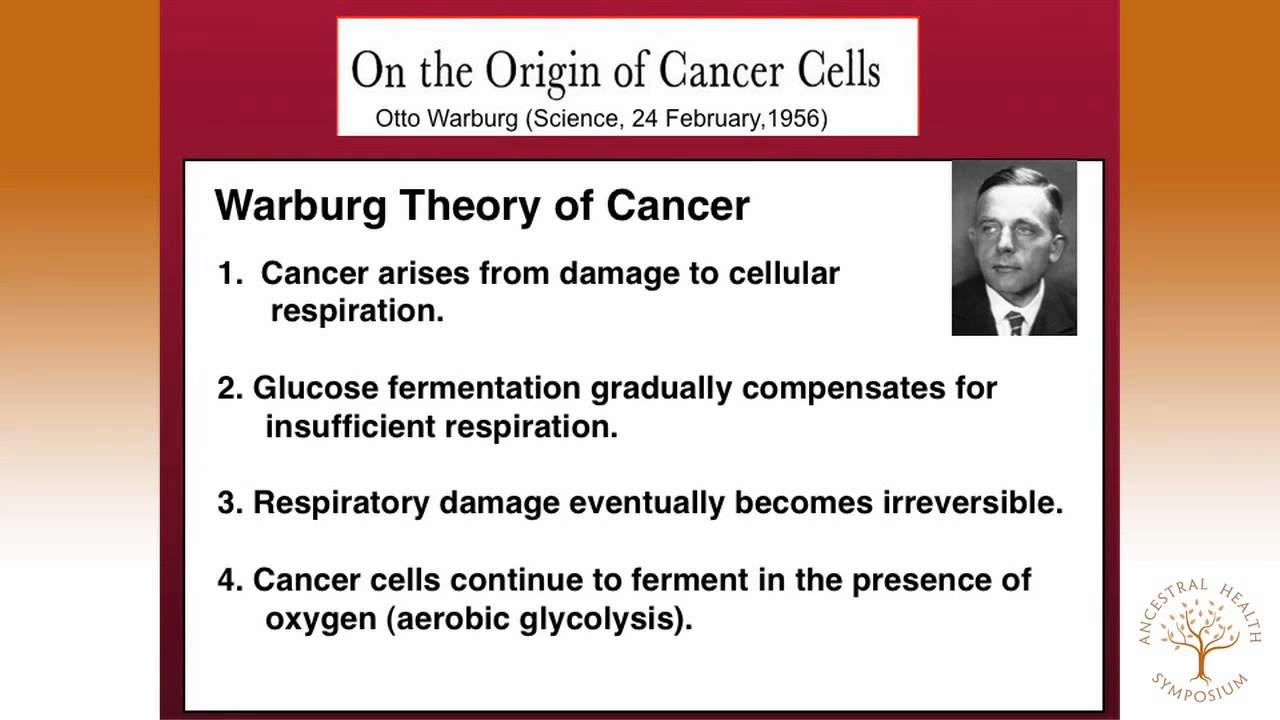 On the Origin of Cancer Cells
Otto Warburg (Science, 24 February,1956)
Warburg Theory of Cancer
1. Cancer arises from damage to cellular
respiration.
2. Glucose fermentation gradually compensates for
insufficient respiration.
3. Respiratory damage eventually becomes irreversible.
4. Cancer cells continue to ferment in the presence of
oxygen (aerobic glycolysis).
ANCESTRAL HEALTH
SYMPOSIUM